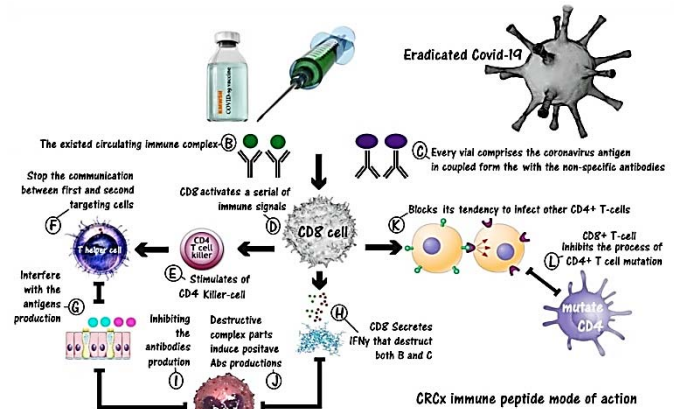 Eradicated Covid-19
COVID-19 vaccine
The existed circulating immune complex
B
C
Every vial comprises the coronavirus antigen
in coupled form the with the non-specific antibodies
Stop the communication
between first and second
targeting cells
F
CD8 activates a serial of
immune signals
D
CD8 cell
K
Blocks its tendency to infect other CD4+ T-cells
T helper cell
CD4
T cell
killer
E
Stimulates of
CD4 Killer-cell
CD8+ T-cell
Inhibits the process of
CD4+ T cell mutation
L
Interfere
with the
antigens
production
G
H
CD8 Secretes
IFNy that destruct
both B and C
mutate
CD4
Inhibiting
the
antibodies
prodution
I
Destructive
complex parts
induce positave
Abs productions
J
CRCx immune peptide mode of action